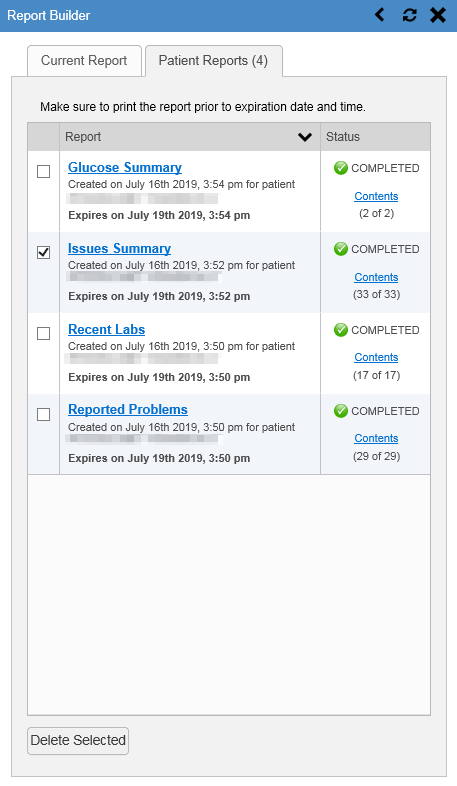 Report Builder
Current Report
Patient Reports (4)
Make sure to print the report prior to expiration date and time.
Report
Status
Glucose Summary
Created on July 16th 2019, 3:54 pm for patient
Expires on July 19th 2019, 3:54 pm
COMPLETED
Contents
(2 of 2)
Issues Summary
Created on July 16th 2019, 3:52 pm for patient
Expires on July 19th 2019, 3:52 pm
COMPLETED
Contents
(33 of 33)
Recent Labs
Created on July 16th 2019, 3:50 pm for patient
Expires on July 19th 2019, 3:50 pm
COMPLETED
Contents
(17 of 17)
Reported Problems
Created on July 16th 2019, 3:50 pm for patient
Expires on July 19th 2019, 3:50 pm
COMPLETED
Contents
(29 of 29)
Delete Selected